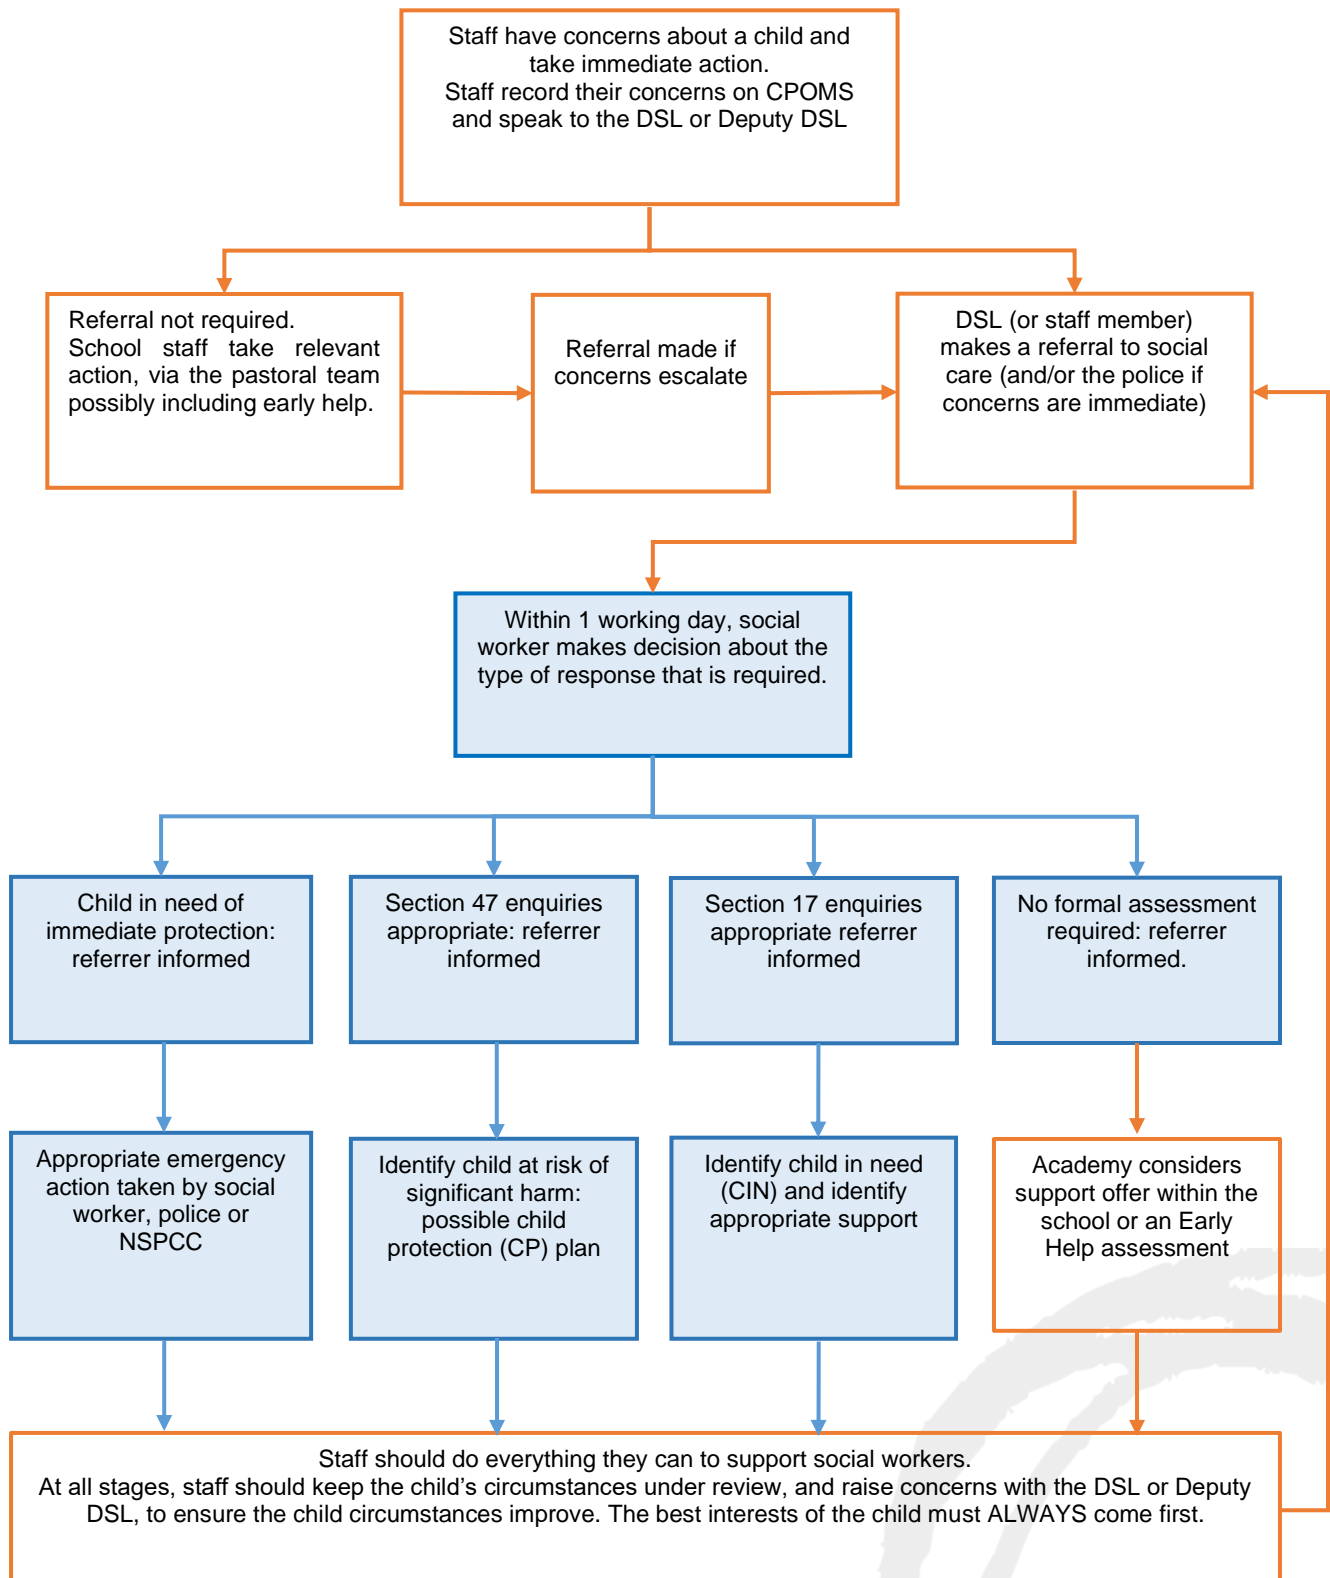 Staff have concerns about a child and
take immediate action.
Staff record their concerns on CPOMS
and speak to the DSL or Deputy DSL
Referral not required.
School staff take relevant
action, via the pastoral team
possibly including early help.
Referral made if
concerns escalate
DSL (or staff member)
makes a referral to social
care (and/or the police if
concerns are immediate)
Within 1 working day, social
worker makes decision about the
type of response that is required.
Child in need of
immediate protection:
referrer informed
Section 47 enquiries
appropriate: referrer
informed
Section 17 enquiries
appropriate referrer
informed
No formal assessment
required: referrer
informed.
Appropriate emergency
action taken by social
worker, police or
NSPCC
Identify child at risk of
significant harm:
possible child
protection (CP) plan
Identify child in need
(CIN) and identify
appropriate support
Academy considers
support offer within the
school or an Early
Help assessment
Staff should do everything they can to support social workers.
At all stages, staff should keep the child’s circumstances under review, and raise concerns with the DSL or Deputy
DSL, to ensure the child circumstances improve. The best interests of the child must ALWAYS come first.